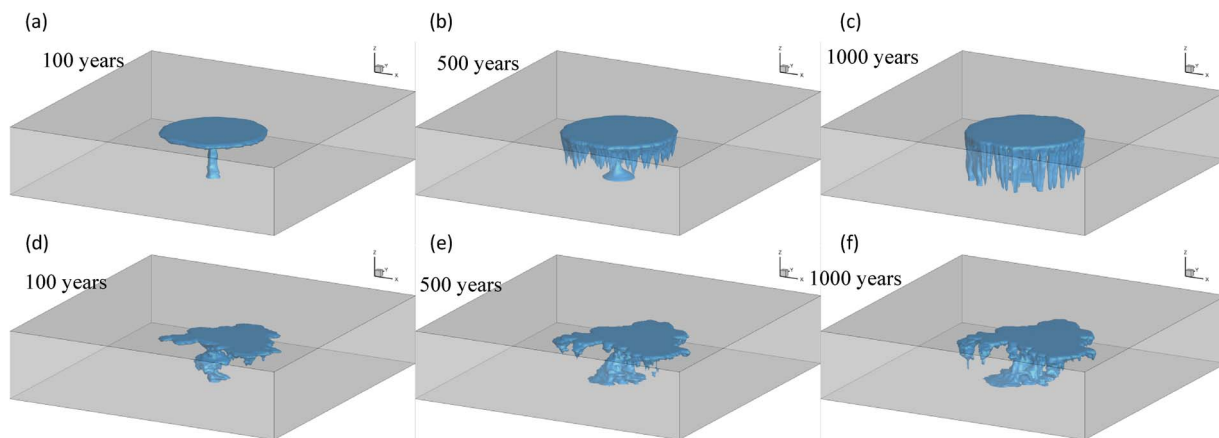 (a)
100 years
Z
Y
X
(b)
500 years
Z
Y
X
(c)
1000 years
Z
Y
X
(d)
100 years
Z
Y
X
(e)
500 years
Z
Y
X
(f)
1000 years
Z
Y
X